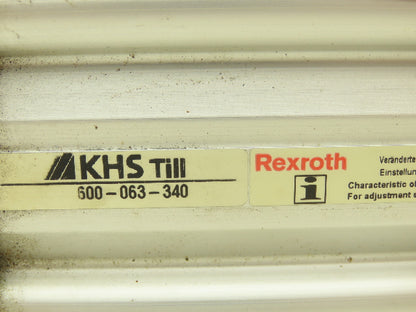 KHS Till
600-063-340
Rexroth
i
Veränderte
Einstellun
Characteristic o
For adjustment